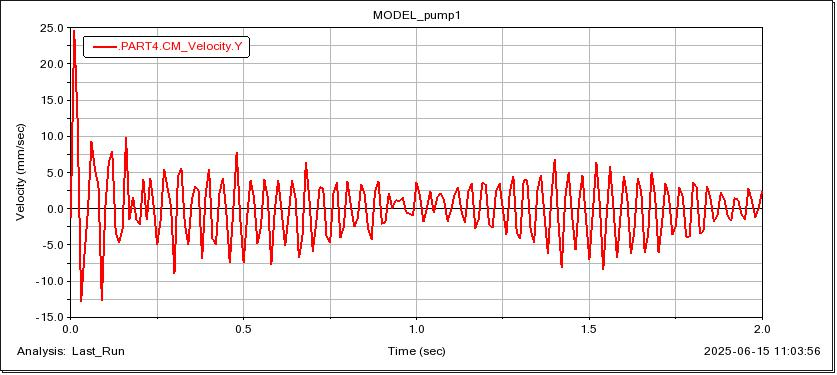 MODEL_pump1
25.0
20.0
15.0
10.0
5.0
0.0
-5.0
-10.0
-15.0
.PART4.CM_Velocity.Y
Velocity (mm/sec)
0.0 0.5 1.0 1.5 2.0
Analysis: Last_Run Time (sec) 2025-06-15 11:03:56